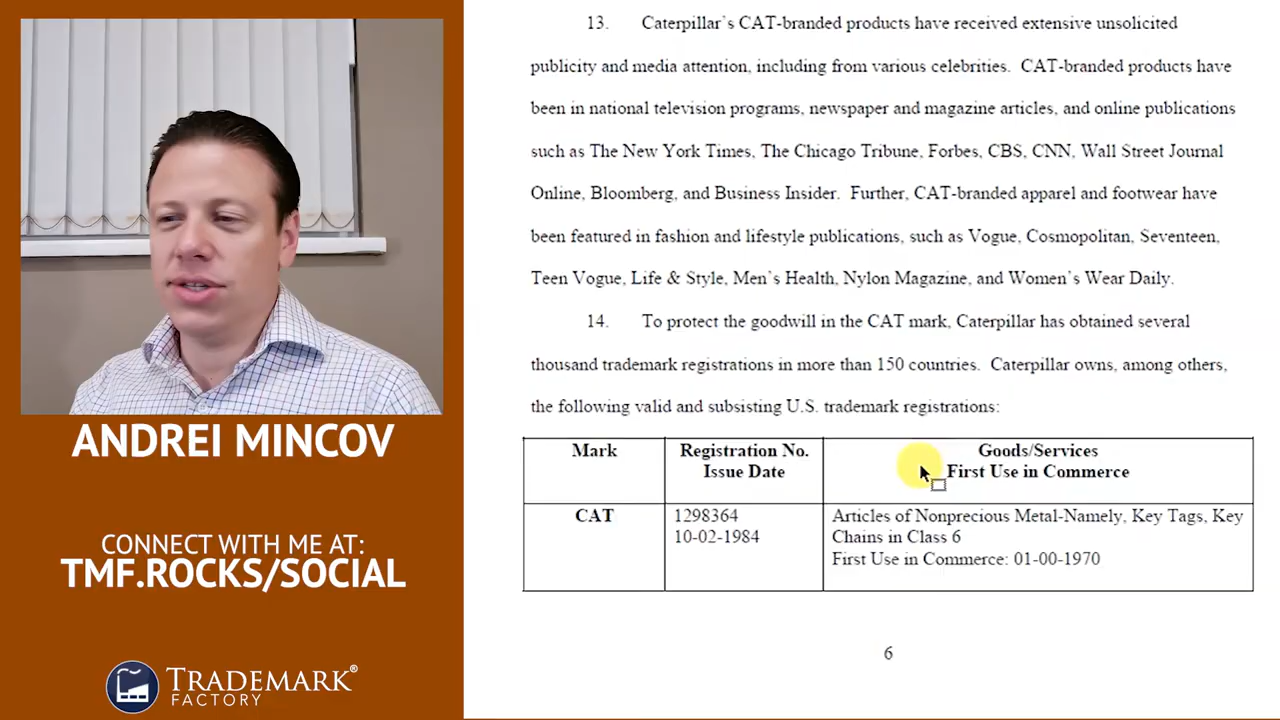 ANDREI MINCOV
CONNECT WITH ME AT:
TMF.ROCKS/SOCIAL
TRADEMARK®
FACTORY
13. Caterpillar's CAT-branded products have received extensive unsolicited
publicity and media attention, including from various celebrities. CAT-branded products have
been in national television programs, newspaper and magazine articles, and online publications
such as The New York Times, The Chicago Tribune, Forbes, CBS, CNN, Wall Street Journal
Online, Bloomberg, and Business Insider. Further, CAT-branded apparel and footwear have
been featured in fashion and lifestyle publications, such as Vogue, Cosmopolitan, Seventeen,
Teen Vogue, Life & Style, Men's Health, Nylon Magazine, and Women's Wear Daily.
14. To protect the goodwill in the CAT mark, Caterpillar has obtained several
thousand trademark registrations in more than 150 countries. Caterpillar owns, among others,
the following valid and subsisting U.S. trademark registrations:
Mark
Registration No.
Issue Date
Goods/Services
First Use in Commerce
CAT
1298364
10-02-1984
Articles of Nonprecious Metal-Namely, Key Tags, Key
Chains in Class 6
First Use in Commerce: 01-00-1970
6